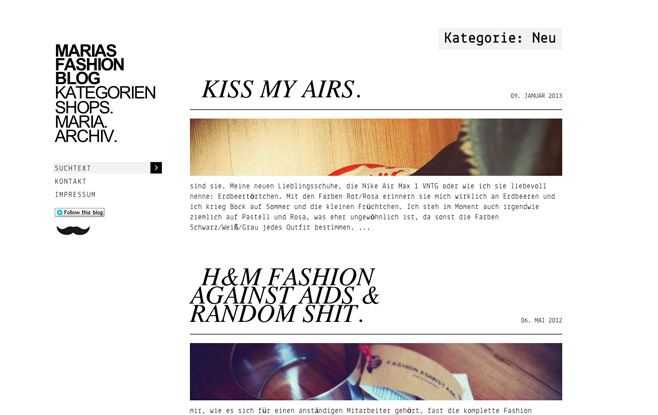 MARIAS
FASHION
BLOG
KATEGORIEN
SHOPS.
MARIA.
ARCHIV.
SUCHTEXT
KONTAKT
IMPRESSUM
Follow this blog
Kategorie: Neu
KISS MY AIRS.
09. JANUAR 2013
sind sie. Meine neuen Lieblingsschuhe, die Nike Air Max 1 VNTG oder wie ich sie liebevoll
nenne: Erdbeertörtchen. Mit den Farben Rot/Rosa erinnern sie mich wirklich an Erdbeeren und
ich krieg Bock auf Sommer und die kleinen Früchtchen. Ich steh im Moment auch irgendwie
ziemlich auf Pastell und Rosa, was eher ungewöhnlich ist, da sonst die Farben
Schwarz/Weiß/Grau jedes Outfit bestimmen. ...
H&M FASHION
AGAINST AIDS &
RANDOM SHIT.
06. MAI 2012
FASHION AGAINST AIDS
mir, wie es sich für einen anständigen Mitarbeiter gehört, fast die komplette Fashion